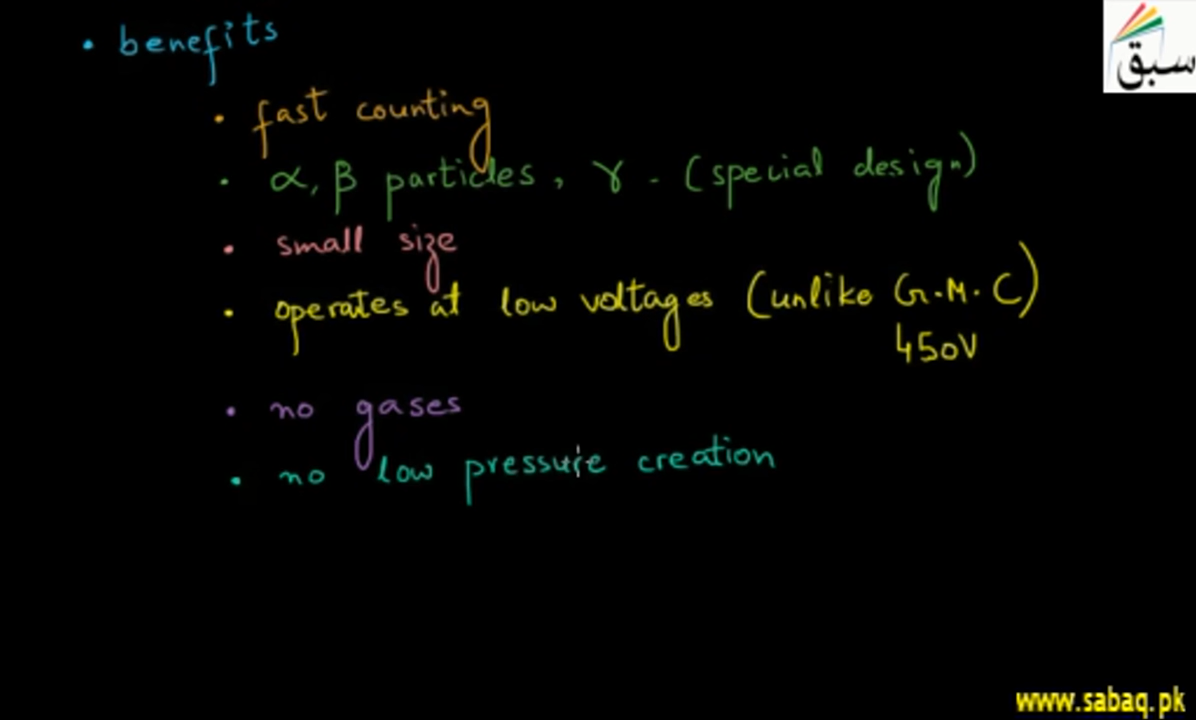 • benefits
سبق
• fast counting
• α, β particles, γ - (special design)
• small size
• operates at low voltages (unlike G.M.C)
450V
• no gases
• no low pressure creation
www.sabaq.pk